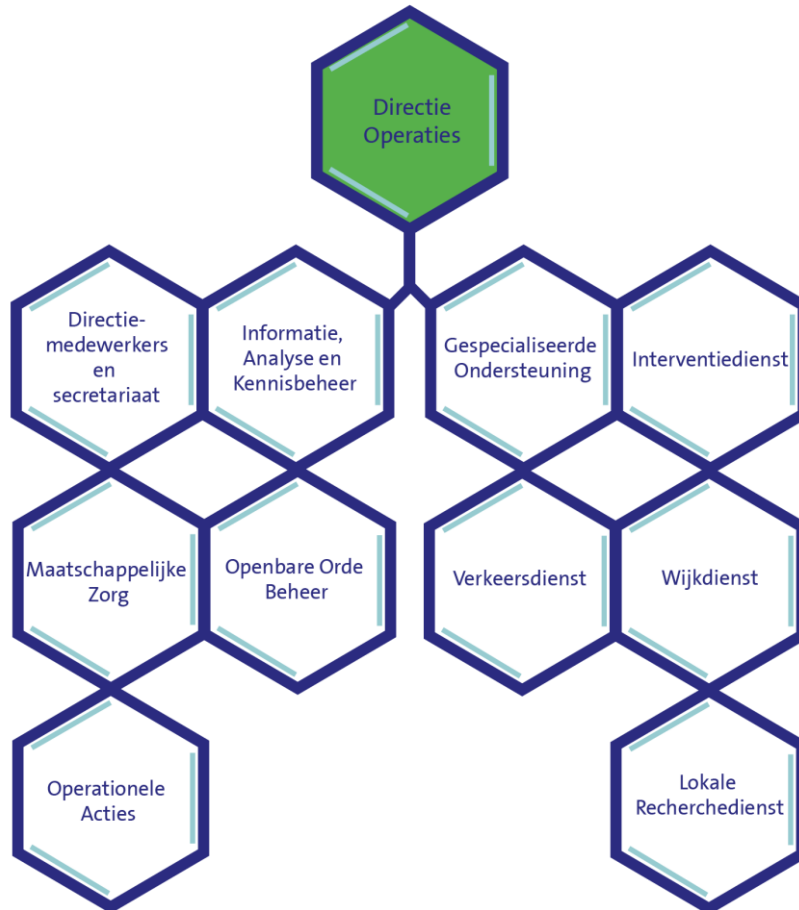 Directie
Operaties
Directie-
medewerkers
en
secretariaat
Informatie,
Analyse en
Kennisbeheer
Gespecialiseerde
Ondersteuning
Interventiedienst
Maatschappelijke
Zorg
Openbare Orde
Beheer
Verkeersdienst
Wijkdienst
Operationele
Acties
Lokale
Recherchedienst